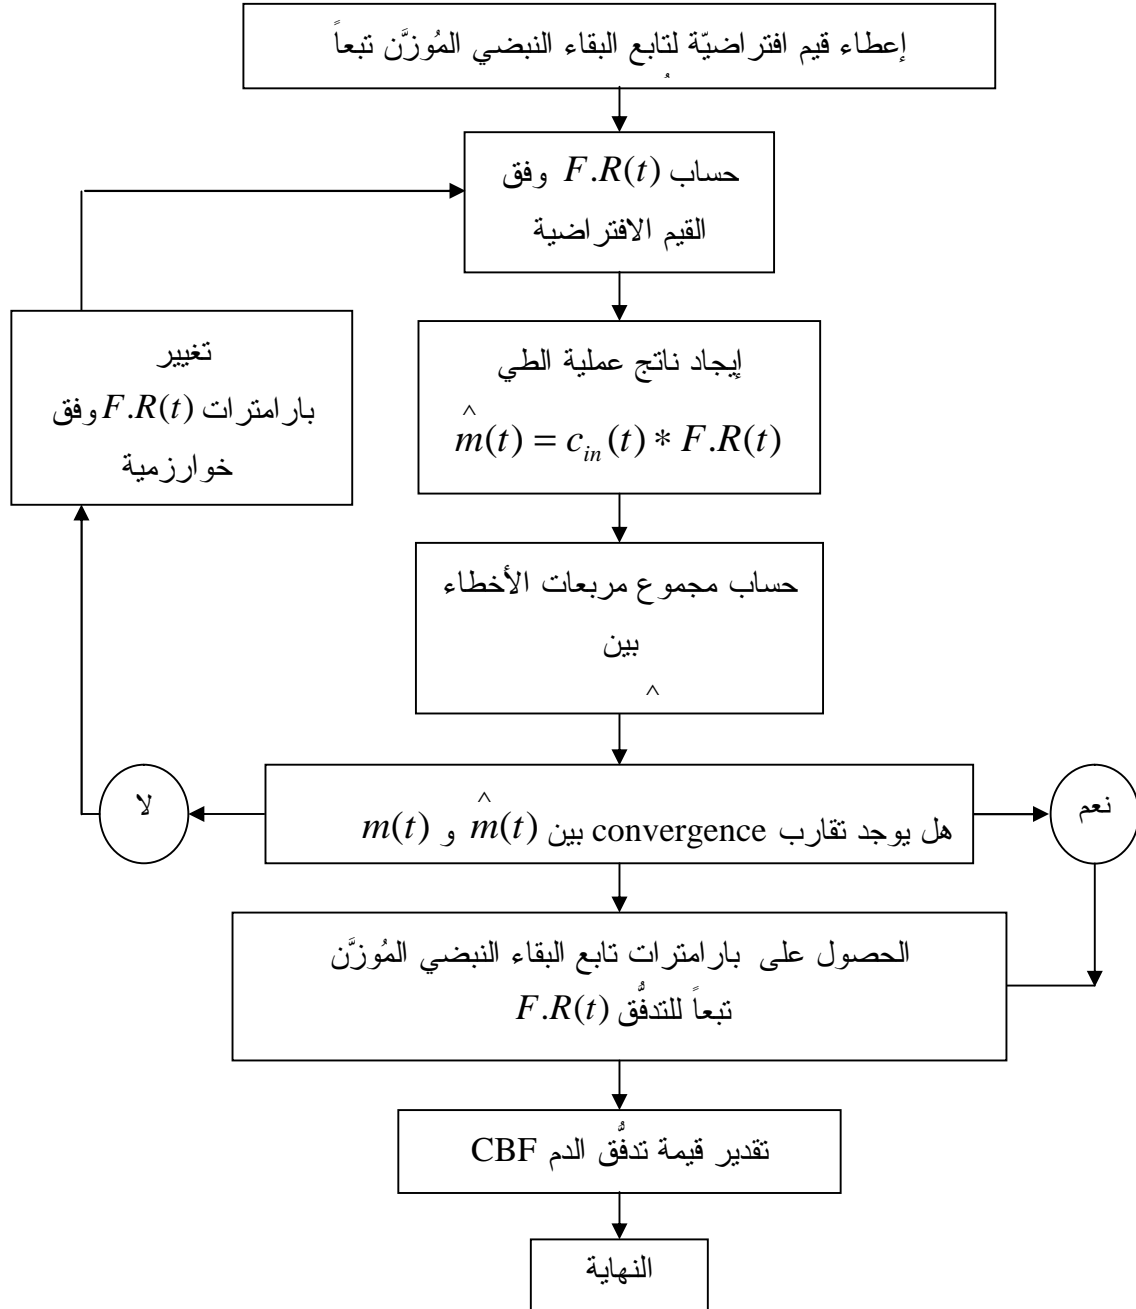 إعطاء قيم افتراضيّة لتابع البقاء النبضي المُوزَّن تبعاً
حساب F.R(t) وفق
القيم الافتراضية
تغيير
بارامترات F.R(t) وفق
خوارزمية
إيجاد ناتج عملية الطي
m̂(t) = c_{in}(t) * F.R(t)
حساب مجموع مربعات الأخطاء
بين
^
لا
هل يوجد تقارب convergence بين m̂(t) و m(t)
نعم
الحصول على بارامترات تابع البقاء النبضي المُوزَّن
تبعاً للتدفُّق F.R(t)
تقدير قيمة تدفُّق الدم CBF
النهاية